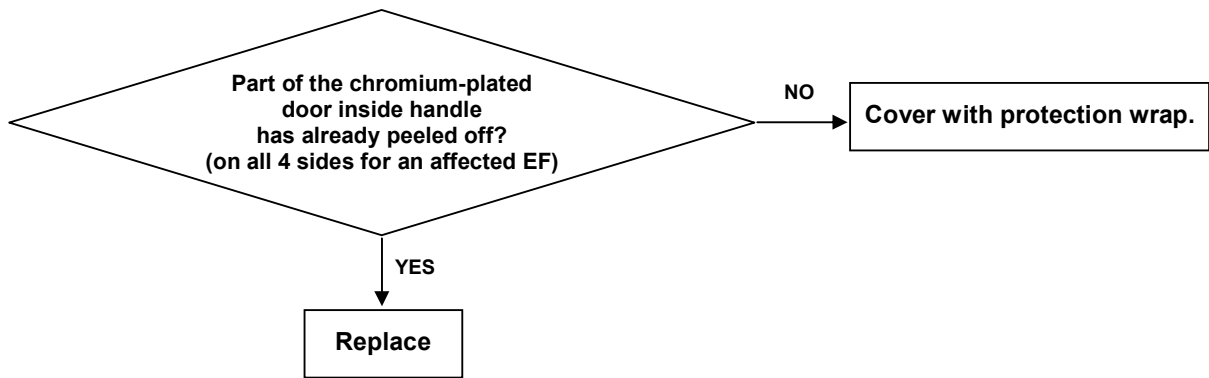 Part of the chromium-plated
door inside handle
has already peeled off?
(on all 4 sides for an affected EF)
NO
Cover with protection wrap.
YES
Replace